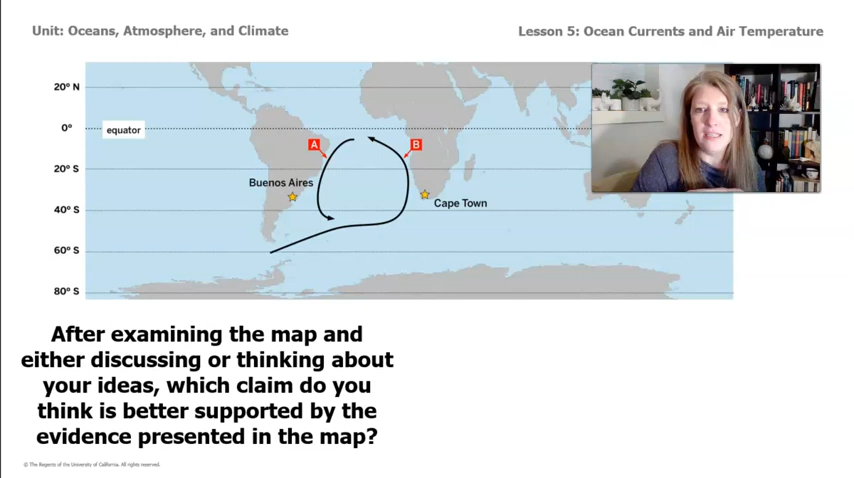 Unit: Oceans, Atmosphere, and Climate
Lesson 5: Ocean Currents and Air Temperature
20° N
0°
equator
A
B
20° S
Buenos Aires
Cape Town
40° S
60° S
80° S
After examining the map and
either discussing or thinking about
your ideas, which claim do you
think is better supported by the
evidence presented in the map?
© The Regents of the University of California. All rights reserved.